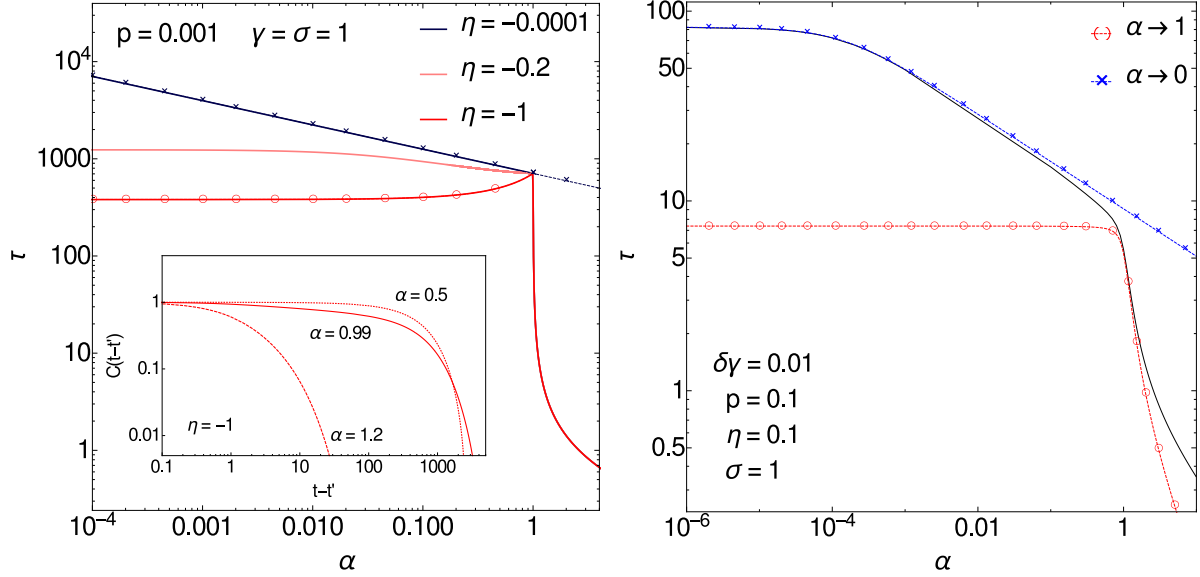 p = 0.001 γ = σ = 1
η = −0.0001
η = −0.2
η = −1
10⁴
1000
100
10
1
τ
10⁻⁴ 0.001 0.010 0.100 1
α
1
0.1
0.01
C(t−t')
α = 0.5
α = 0.99
α = 1.2
η = −1
0.1 1 10 100 1000
t−t'
100
50
10
5
1
0.5
τ
α → 1
α → 0
δγ = 0.01
p = 0.1
η = 0.1
σ = 1
10⁻⁶ 10⁻⁴ 0.01 1
α